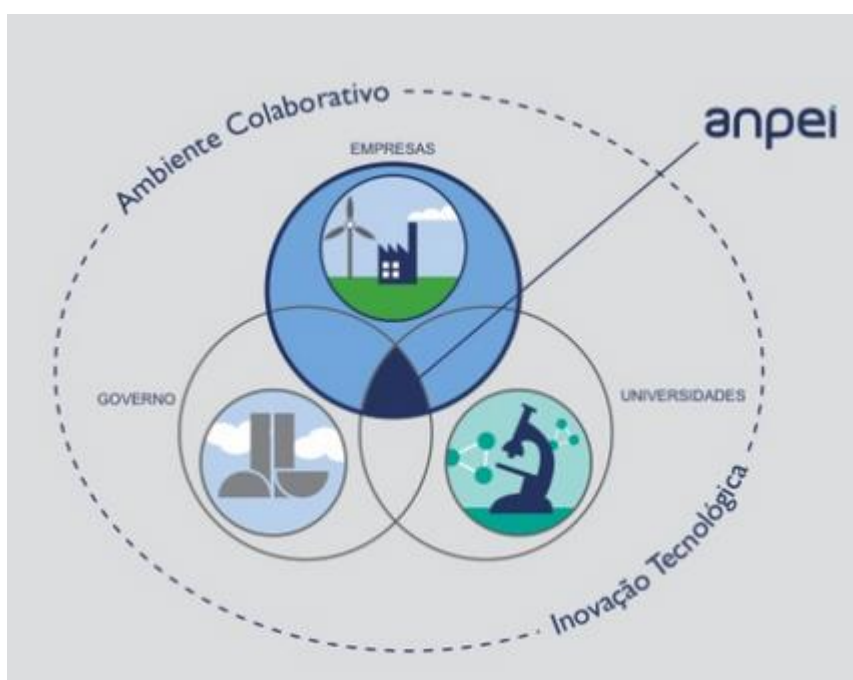 Ambiente Colaborativo
anpei
EMPRESAS
GOVERNO
UNIVERSIDADES
Inovação Tecnológica